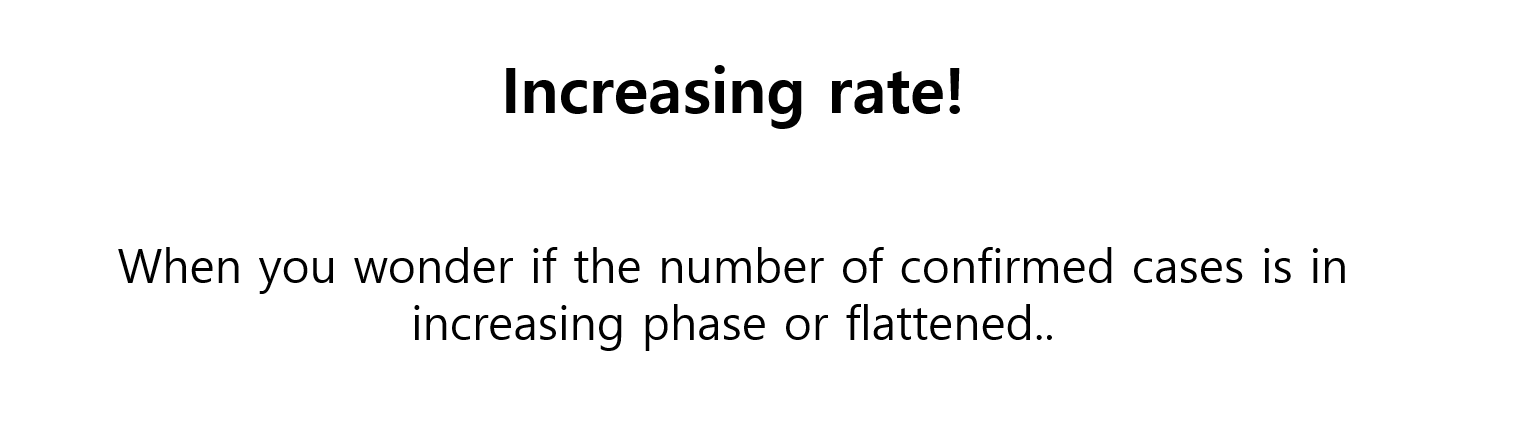 Increasing rate!
When you wonder if the number of confirmed cases is in
increasing phase or flattened..